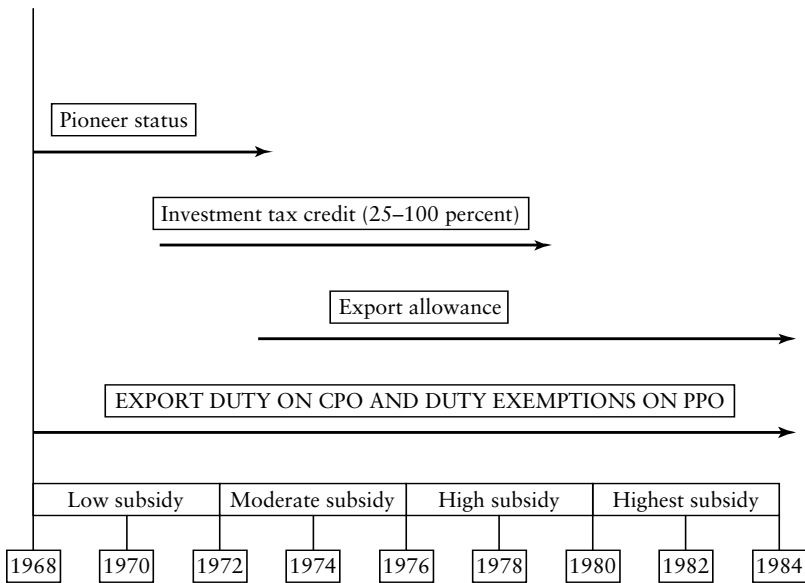 Pioneer status
Investment tax credit (25–100 percent)
Export allowance
EXPORT DUTY ON CPO AND DUTY EXEMPTIONS ON PPO
Low subsidy Moderate subsidy High subsidy Highest subsidy
1968 1970 1972 1974 1976 1978 1980 1982 1984